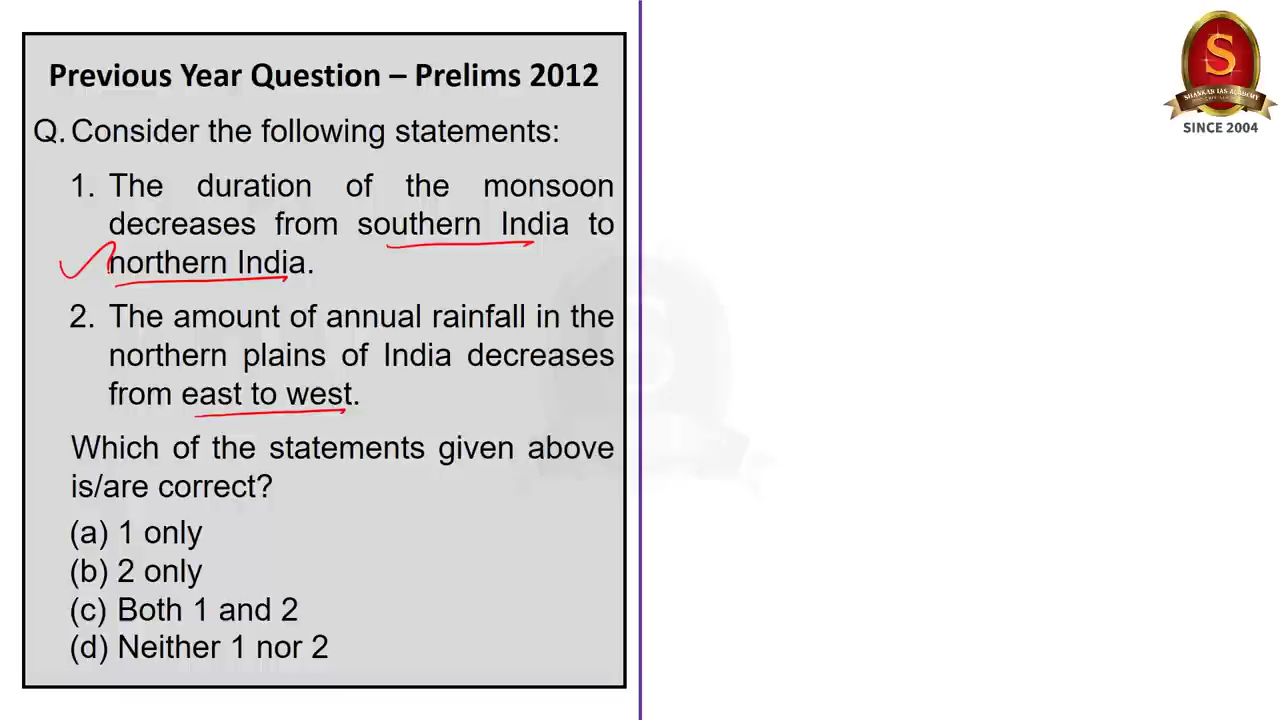 Previous Year Question – Prelims 2012
Q. Consider the following statements:
1. The duration of the monsoon
decreases from southern India to
northern India.
2. The amount of annual rainfall in the
northern plains of India decreases
from east to west.
Which of the statements given above
is/are correct?
(a) 1 only
(b) 2 only
(c) Both 1 and 2
(d) Neither 1 nor 2
S
SHANKAR IAS ACADEMY
SINCE 2004